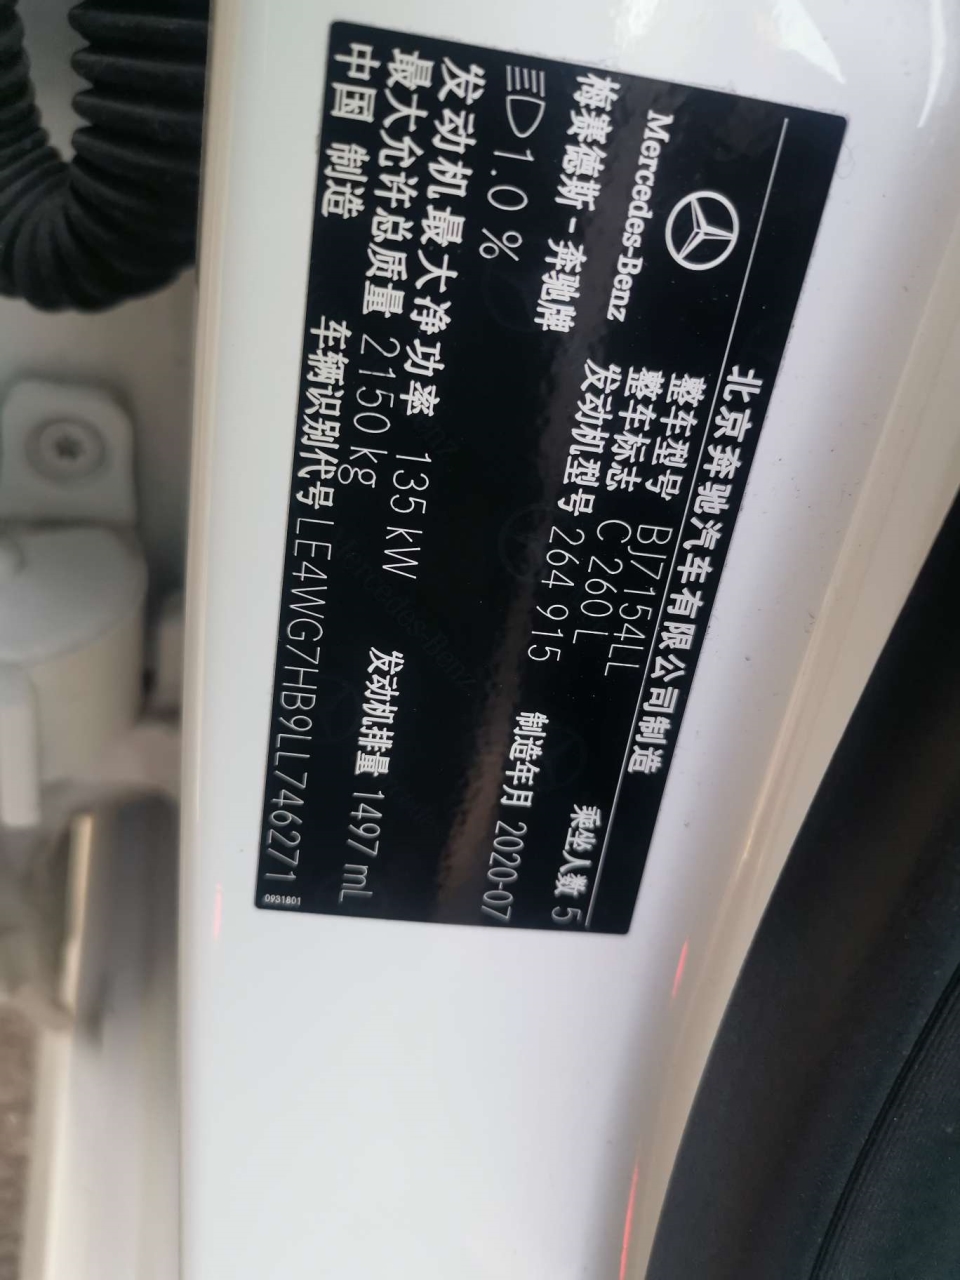 北京奔驰汽车有限公司制造
Mercedes-Benz
梅赛德斯-奔驰牌
整车型号 BJ7154LL
整车标志 C 260 L
发动机型号 264 915
乘坐人数 5
制造年月 2020-07
1.0 %
发动机最大净功率 135 kW
发动机排量 1497 mL
最大允许总质量 2150 kg
中国 制造
车辆识别代号 LE4WG7HB9LL746271
0931801